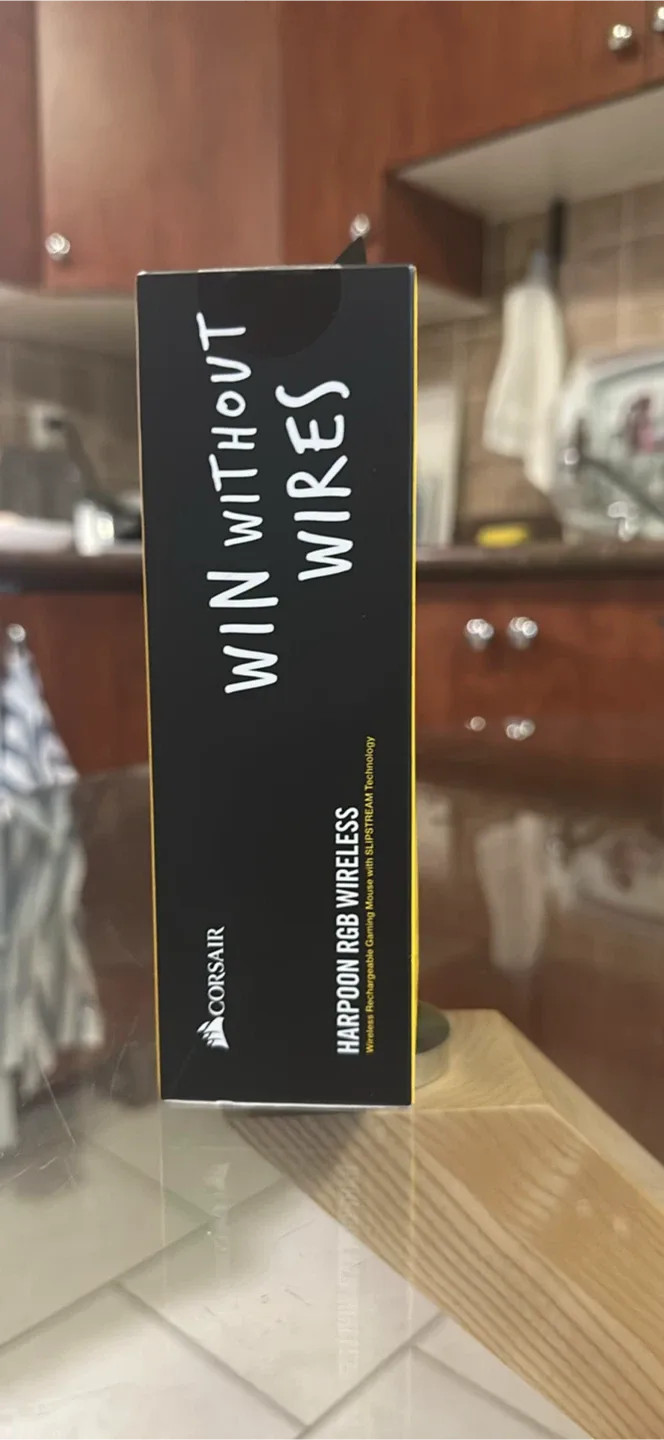 WIN WITHOUT
WIRES
CORSAIR
HARPOON RGB WIRELESS
Wireless Rechargeable Gaming Mouse with SLIPSTREAM Technology